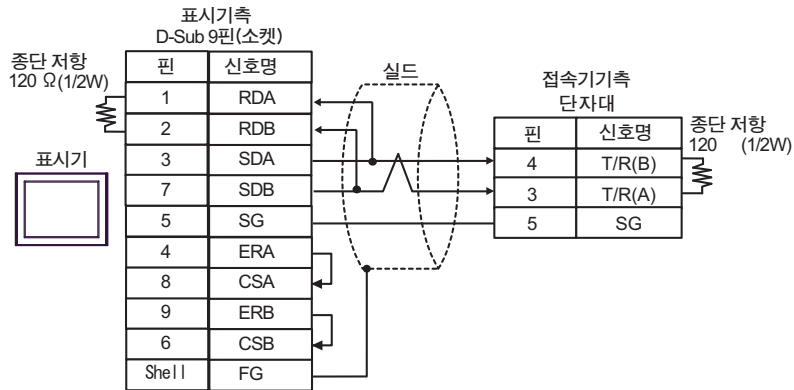 표시기측
D-Sub 9핀(소켓)
종단 저항
120 Ω(1/2W)
핀 신호명
1 RDA
2 RDB
3 SDA
7 SDB
5 SG
4 ERA
8 CSA
9 ERB
6 CSB
Shell FG
표시기
실드
접속기기측
단자대
핀 신호명
4 T/R(B)
3 T/R(A)
5 SG
종단 저항
120 (1/2W)